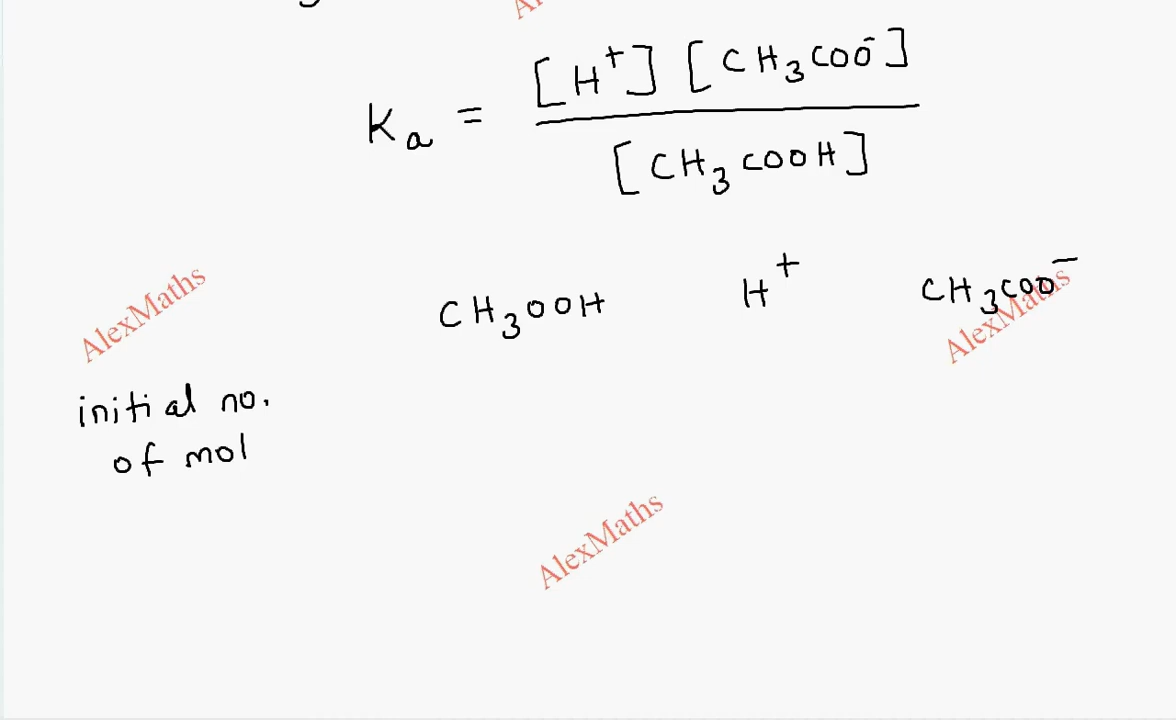 Ka = [H⁺] [CH₃COO⁻] / [CH₃COOH]
CH₃OOH H⁺ CH₃COO⁻
AlexMaths
AlexMaths
initial no.
of mol
AlexMaths